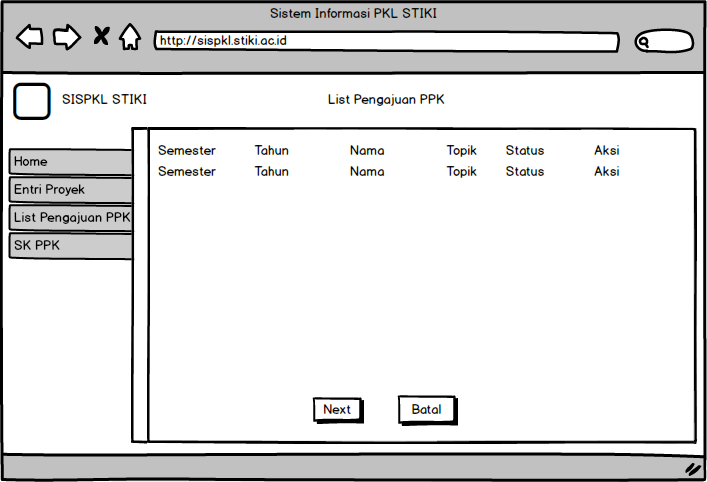 Sistem Informasi PKL STIKI
http://sispkl.stiki.ac.id
SISPKL STIKI
List Pengajuan PPK
Home
Entri Proyek
List Pengajuan PPK
SK PPK
Semester Tahun Nama Topik Status Aksi
Semester Tahun Nama Topik Status Aksi
Next Batal